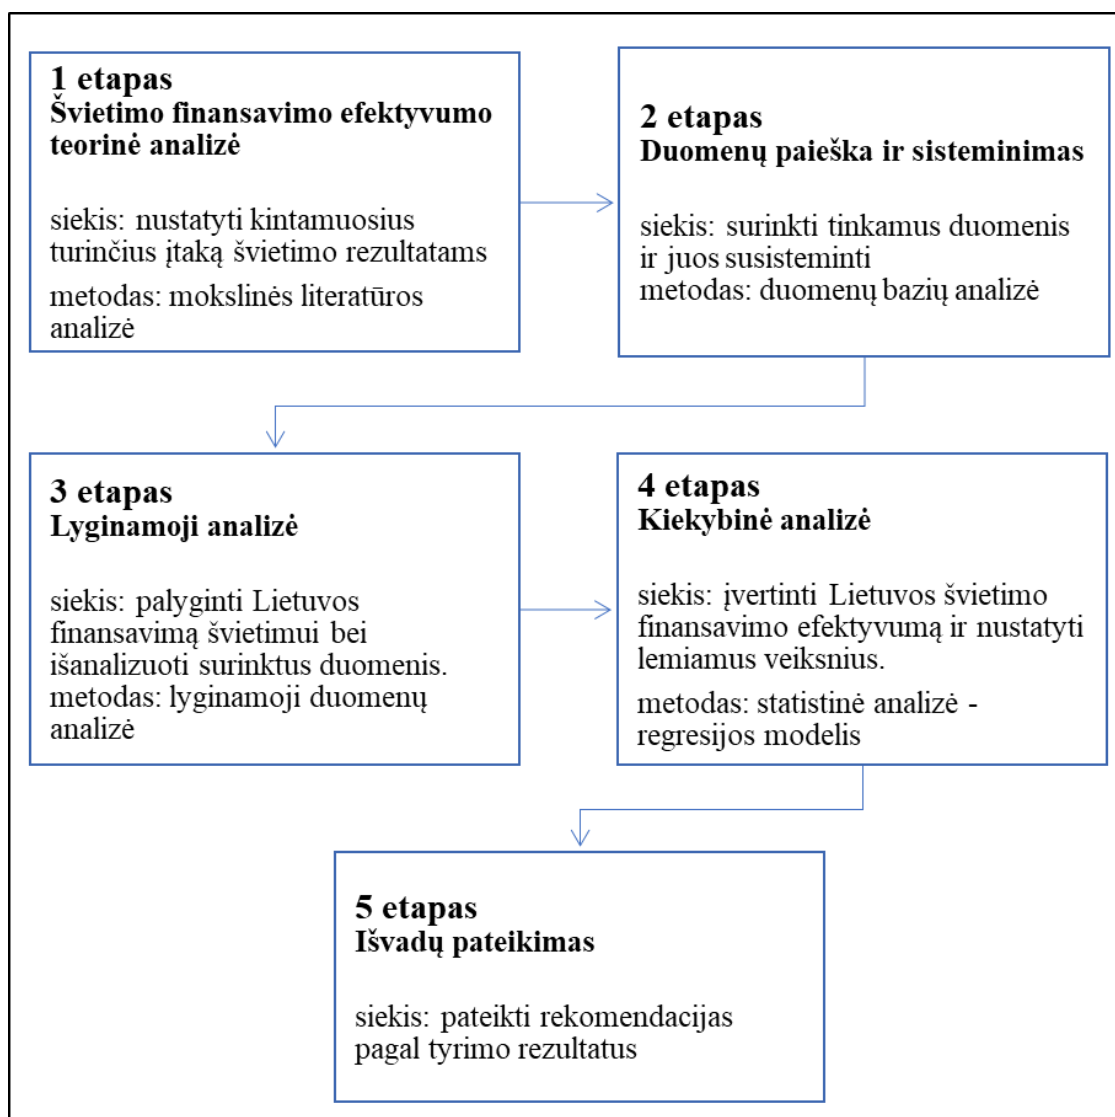 1 etapas
Švietimo finansavimo efektyvumo
teorinė analizė
siekis: nustatyti kintamuosius
turinčius įtaką švietimo rezultatams
metodas: mokslinės literatūros
analizė
2 etapas
Duomenų paieška ir sisteminimas
siekis: surinkti tinkamus duomenis
ir juos susisteminti
metodas: duomenų bazių analizė
3 etapas
Lyginamoji analizė
siekis: palyginti Lietuvos
finansavimą švietimui bei
išanalizuoti surinktus duomenis.
metodas: lyginamoji duomenų
analizė
4 etapas
Kiekybinė analizė
siekis: įvertinti Lietuvos švietimo
finansavimo efektyvumą ir nustatyti
lemiamus veiksnius.
metodas: statistinė analizė -
regresijos modelis
5 etapas
Išvadų pateikimas
siekis: pateikti rekomendacijas
pagal tyrimo rezultatus